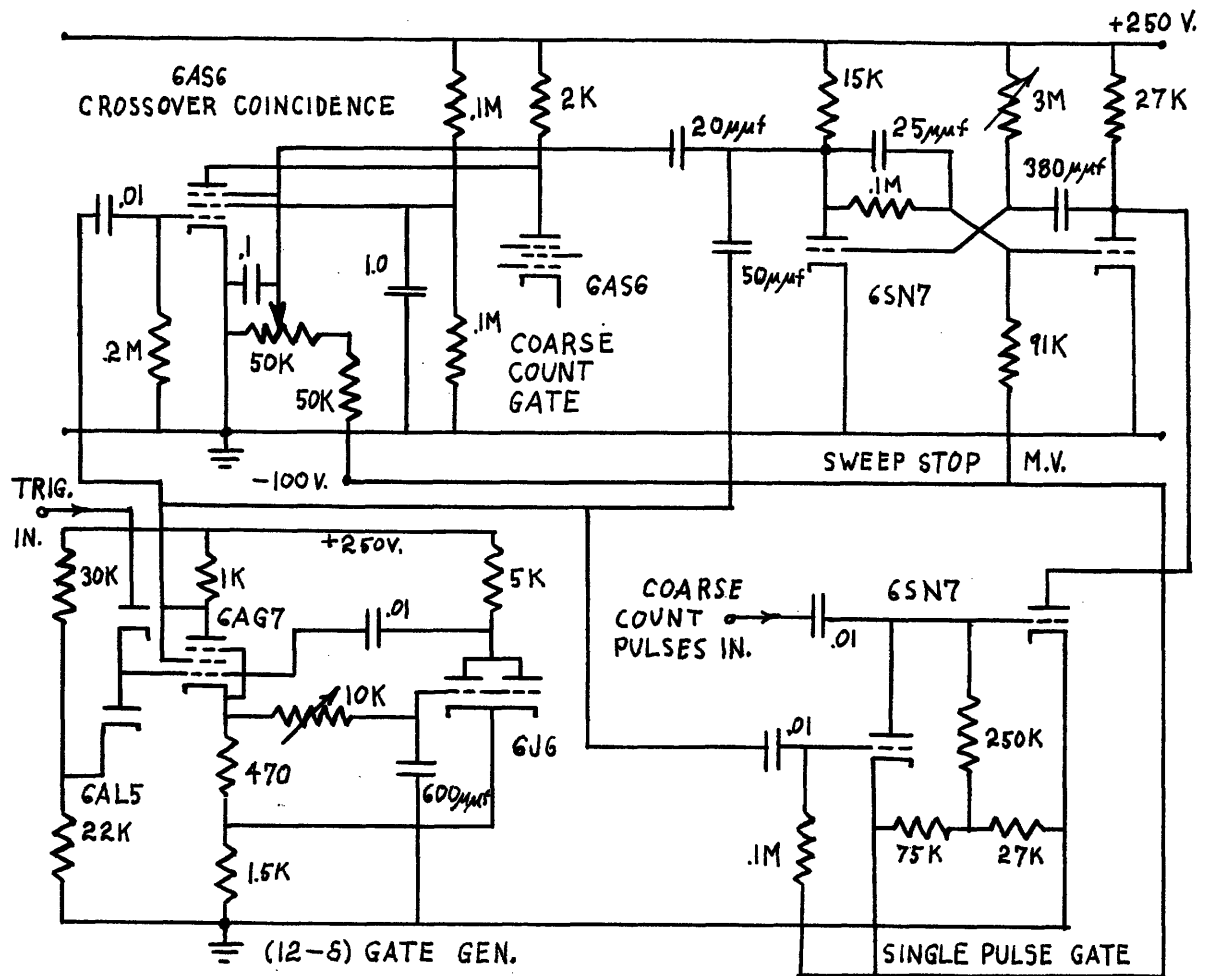 +250 V.
6AS6
CROSSOVER COINCIDENCE
.1M
2K
15K
3M
27K
20μμf
25μμf
380μμf
.1M
.01
.1
1.0
50μμf
6SN7
6AS6
.2M
50K
50K
.1M
COARSE
COUNT
GATE
91K
SWEEP STOP M.V.
-100V.
TRIG.
IN.
+250V.
30K
1K
5K
6AG7
.01
COARSE
COUNT
PULSES IN.
6SN7
.01
10K
6J6
470
600μμf
6AL5
22K
1.5K
.01
250K
75K
27K
.1M
(12-δ) GATE GEN.
SINGLE PULSE GATE